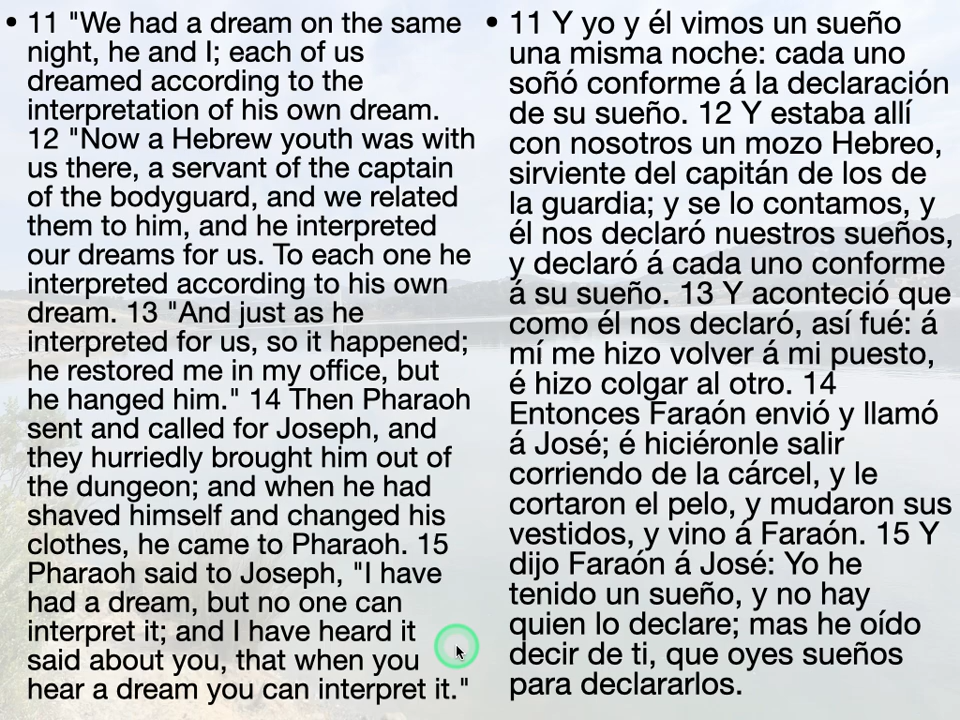 • 11 "We had a dream on the same
night, he and I; each of us
dreamed according to the
interpretation of his own dream.
12 "Now a Hebrew youth was with
us there, a servant of the captain
of the bodyguard, and we related
them to him, and he interpreted
our dreams for us. To each one he
interpreted according to his own
dream. 13 "And just as he
interpreted for us, so it happened;
he restored me in my office, but
he hanged him." 14 Then Pharaoh
sent and called for Joseph, and
they hurriedly brought him out of
the dungeon; and when he had
shaved himself and changed his
clothes, he came to Pharaoh. 15
Pharaoh said to Joseph, "I have
had a dream, but no one can
interpret it; and I have heard it
said about you, that when you
hear a dream you can interpret it."
• 11 Y yo y él vimos un sueño
una misma noche: cada uno
soñó conforme á la declaración
de su sueño. 12 Y estaba allí
con nosotros un mozo Hebreo,
sirviente del capitán de los de
la guardia; y se lo contamos, y
él nos declaró nuestros sueños,
y declaró á cada uno conforme
á su sueño. 13 Y aconteció que
como él nos declaró, así fué: á
mí me hizo volver á mi puesto,
é hizo colgar al otro. 14
Entonces Faraón envió y llamó
á José; é hiciéronle salir
corriendo de la cárcel, y le
cortaron el pelo, y mudaron sus
vestidos, y vino á Faraón. 15 Y
dijo Faraón á José: Yo he
tenido un sueño, y no hay
quien lo declare; mas he oído
decir de ti, que oyes sueños
para declararlos.